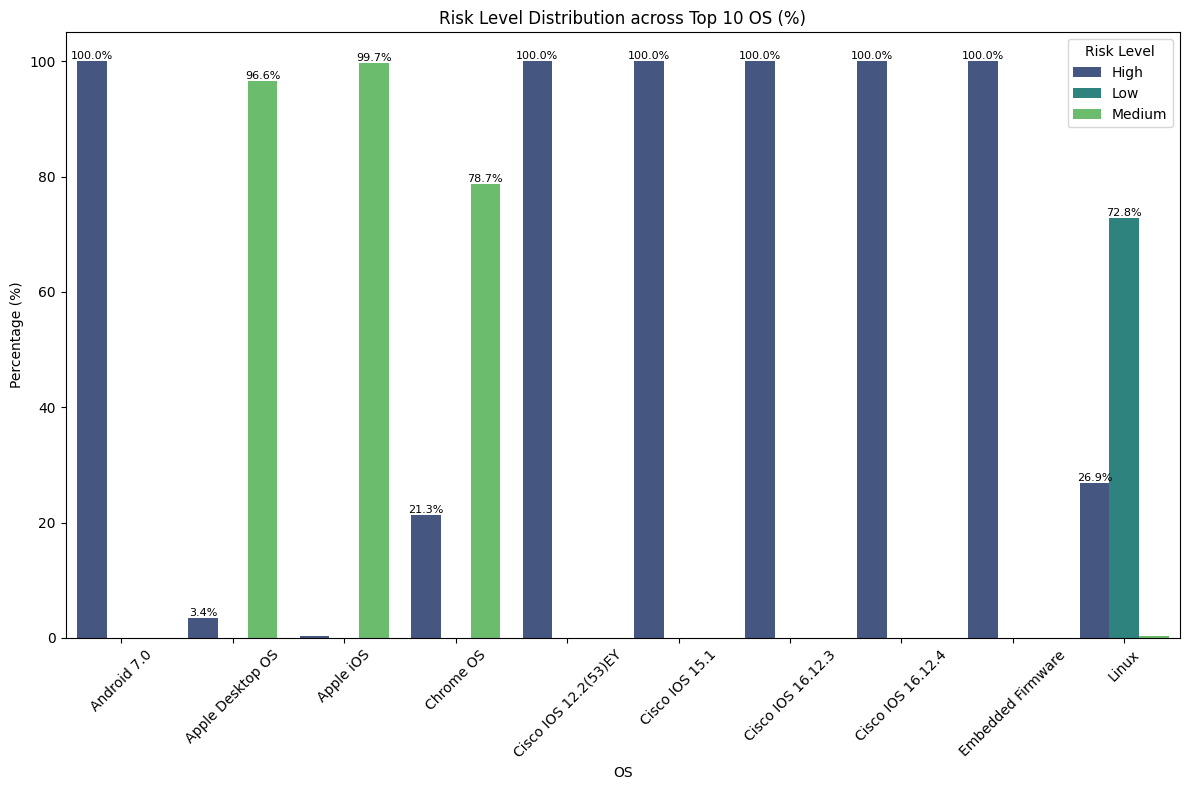 Risk Level Distribution across Top 10 OS (%)
Risk Level
High
Low
Medium
100.0%
3.4%
96.6%
99.7%
21.3%
78.7%
100.0%
100.0%
100.0%
100.0%
100.0%
26.9%
72.8%
Percentage (%)
100
80
60
40
20
0
Android 7.0
Apple Desktop OS
Apple iOS
Chrome OS
Cisco IOS 12.2(53)EY
Cisco IOS 15.1
Cisco IOS 16.12.3
Cisco IOS 16.12.4
Embedded Firmware
Linux
OS